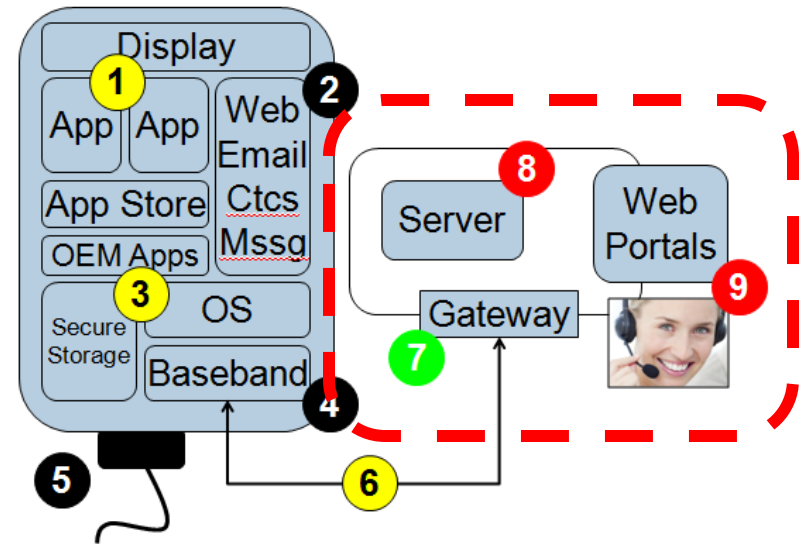 Display
1
2
App
App
Web
Email
Ctcs
Mssg
App Store
OEM Apps
3
OS
Secure
Storage
Baseband
4
5
6
8
Server
Web
Portals
9
Gateway
7